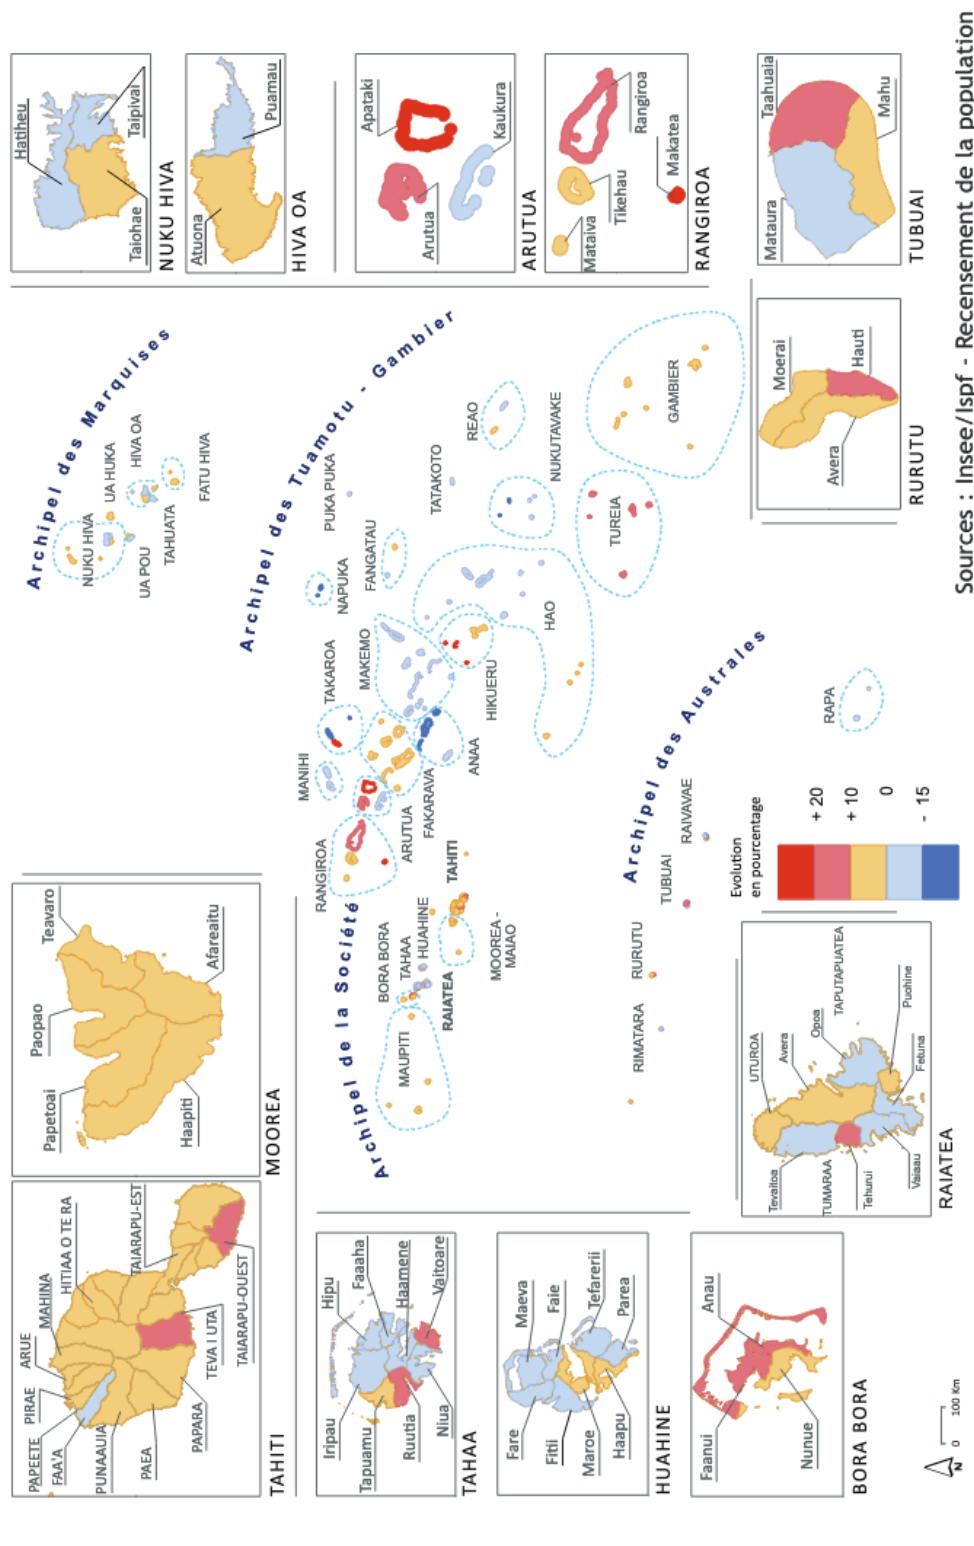 TAHITI
PAPEETE
FAA'A
PIRAE
ARUE
MAHINA
HITIAA O TE RA
TAIARAPU-EST
PUNAAUIA
PAEA
PAPARA
TEVA I UTA
TAIARAPU-OUEST
MOOREA
Papetoai
Paopao
Teavaro
Afareaitu
Haapiti
NUKU HIVA
Hatiheu
Taipivai
Taiohae
HIVA OA
Atuona
Puamau
TAHAA
Iripau
Hipu
Faaaha
Haamene
Vaitoare
Tapuamu
Ruutia
Niua
HUAHINE
Fare
Maeva
Faie
Tefarerii
Parea
Fitii
Maroe
Haapu
BORA BORA
Faanui
Anau
Nunue
RAIATEA
UTUROA
Avera
Opoa
TAPUTAPUATEA
Puohine
Tevaitoa
TUMARAA
Tehurui
Vaiaau
Fetuna
ARUTUA
Apataki
Arutua
Kaukura
RANGIROA
Mataiva
Tikehau
Rangiroa
Makatea
RURUTU
Moerai
Hauti
Avera
TUBUAI
Mataura
Taahuaia
Mahu
Archipel des Marquises
NUKU HIVA
UA HUKA
HIVA OA
UA POU
TAHUATA
FATU HIVA
Archipel des Tuamotu - Gambier
MANIHI
TAKAROA
MAKEMO
NAPUKA
FANGATAU
PUKA PUKA
TATAKOTO
REAO
NUKUTAVAKE
RANGIROA
ARUTUA
FAKARAVA
ANAA
HIKUERU
HAO
TUREIA
GAMBIER
Archipel de la Société
MAUPITI
BORA BORA
TAHAA
HUAHINE
RAIATEA
TAHITI
MOOREA -
MAIAO
Archipel des Australes
RIMATARA
RURUTU
TUBUAI
RAIVAVAE
RAPA
Evolution
en pourcentage
+ 20
+ 10
0
- 15
N
0
100 Km
Sources : Insee/Ispf - Recensement de la population